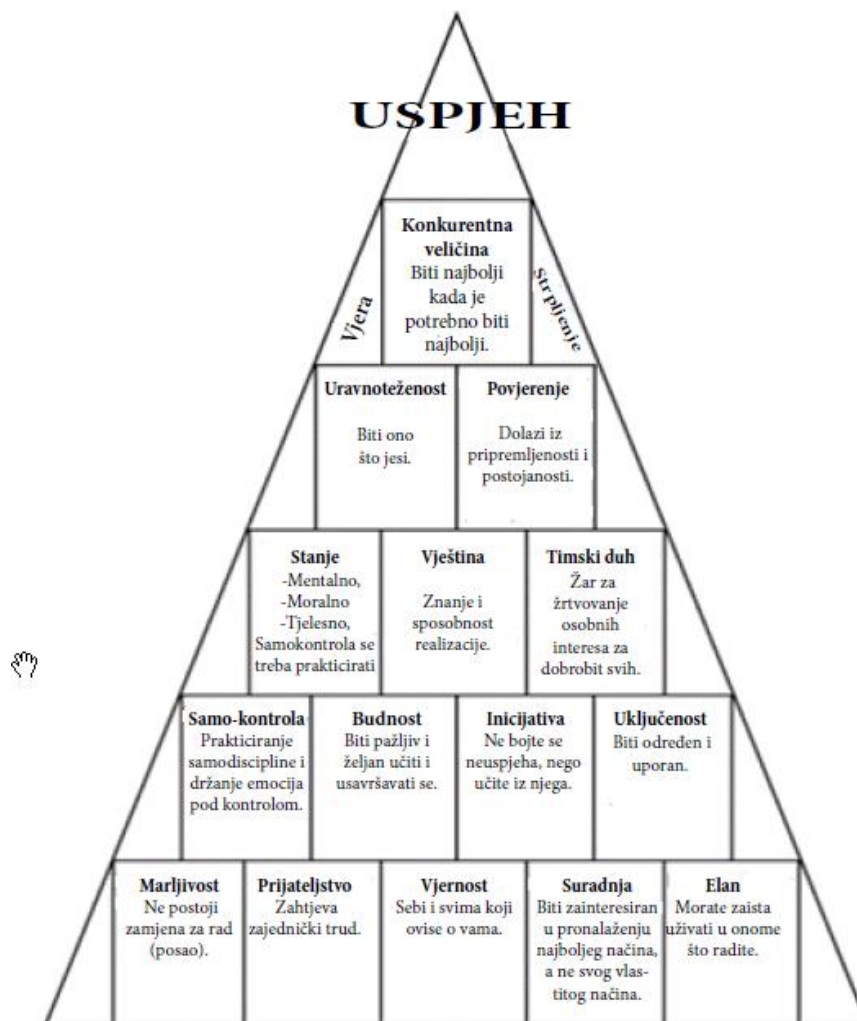 USPJEH
Konkurentna
veličina
Biti najbolji
kada je
potrebno biti
najbolji.
Vjera
Strpljenje
Uravnoteženost
Biti ono
što jesi.
Povjerenje
Dolazi iz
pripremljenosti i
postojanosti.
Stanje
-Mentalno,
-Moralno
-Tjelesno,
Samokontrola se
treba prakticirati
Vještina
Znanje i
sposobnost
realizacije.
Timski duh
Žar za
žrtvovanje
osobnih
interesa za
dobrobit svih.
Samo-kontrola
Prakticiranje
samodiscipline i
držanje emocija
pod kontrolom.
Budnost
Biti pažljiv i
željan učiti i
usavršavati se.
Inicijativa
Ne bojte se
neuspjeha, nego
učite iz njega.
Uključenost
Biti određen i
uporan.
Marljivost
Ne postoji
zamjena za rad
(posao).
Prijateljstvo
Zahtjeva
zajednički trud.
Vjernost
Sebi i svima koji
ovise o vama.
Suradnja
Biti zainteresiran
u pronalaženju
najboljeg načina,
a ne svog vlas-
titog načina.
Elan
Morate zaista
uživati u onome
što radite.